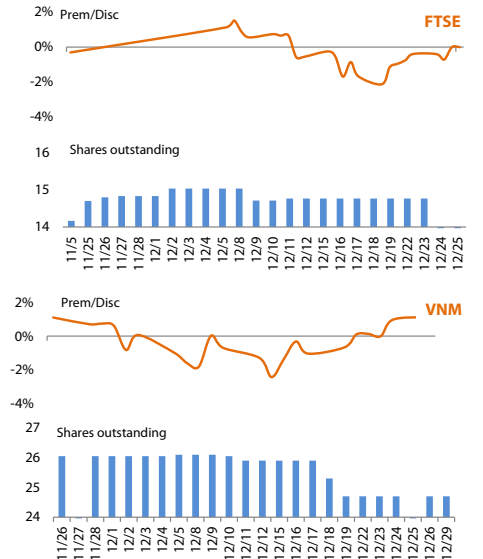 2% Prem/Disc
FTSE
0%
-2%
-4%
16
Shares outstanding
15
14
11/5 11/25 11/26 11/27 11/28 12/1 12/2 12/3 12/4 12/5 12/8 12/9 12/10 12/11 12/12 12/15 12/16 12/17 12/18 12/19 12/22 12/23 12/24 12/25
2% Prem/Disc
VNM
0%
-2%
-4%
27
Shares outstanding
26
25
24
11/26 11/27 11/28 12/1 12/2 12/3 12/4 12/5 12/8 12/9 12/10 12/11 12/12 12/15 12/16 12/17 12/18 12/19 12/22 12/23 12/24 12/25 12/26 12/29